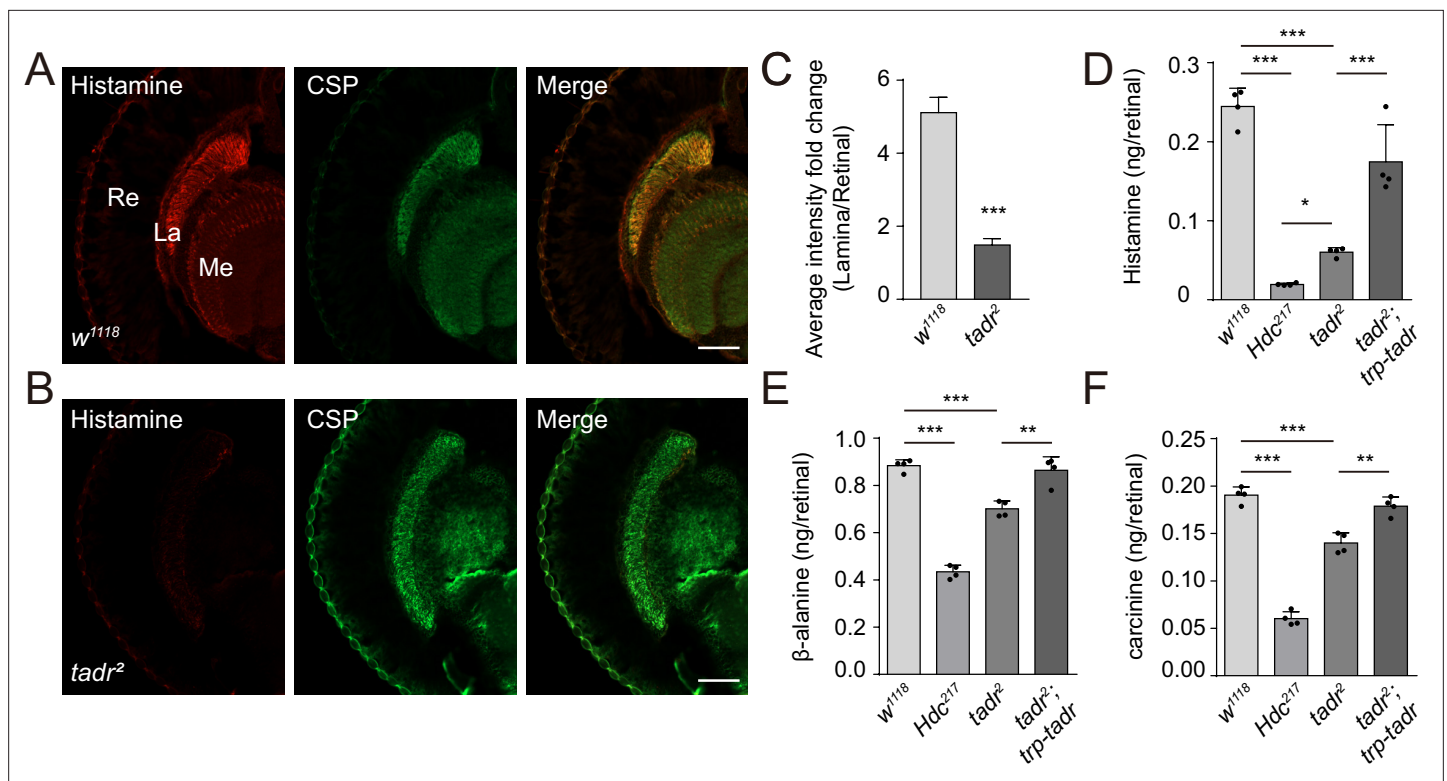 A
Histamine
CSP
Merge
Re
La
Me
w1118
B
Histamine
CSP
Merge
tadr²
C
Average intensity fold change
(Lamina/Retinal)
6
4
2
0
***
w1118
tadr²
D
Histamine (ng/retinal)
0.3
0.2
0.1
0
***
*** ***
*
w1118
Hdc217
tadr²
tadr²;
trp-tadr
E
β-alanine (ng/retinal)
1.0
0.8
0.6
0.4
0.2
0.0
***
*** **
w1118
Hdc217
tadr²
tadr²;
trp-tadr
F
carcinine (ng/retinal)
0.25
0.20
0.15
0.10
0.05
0.00
***
*** **
w1118
Hdc217
tadr²
tadr²;
trp-tadr